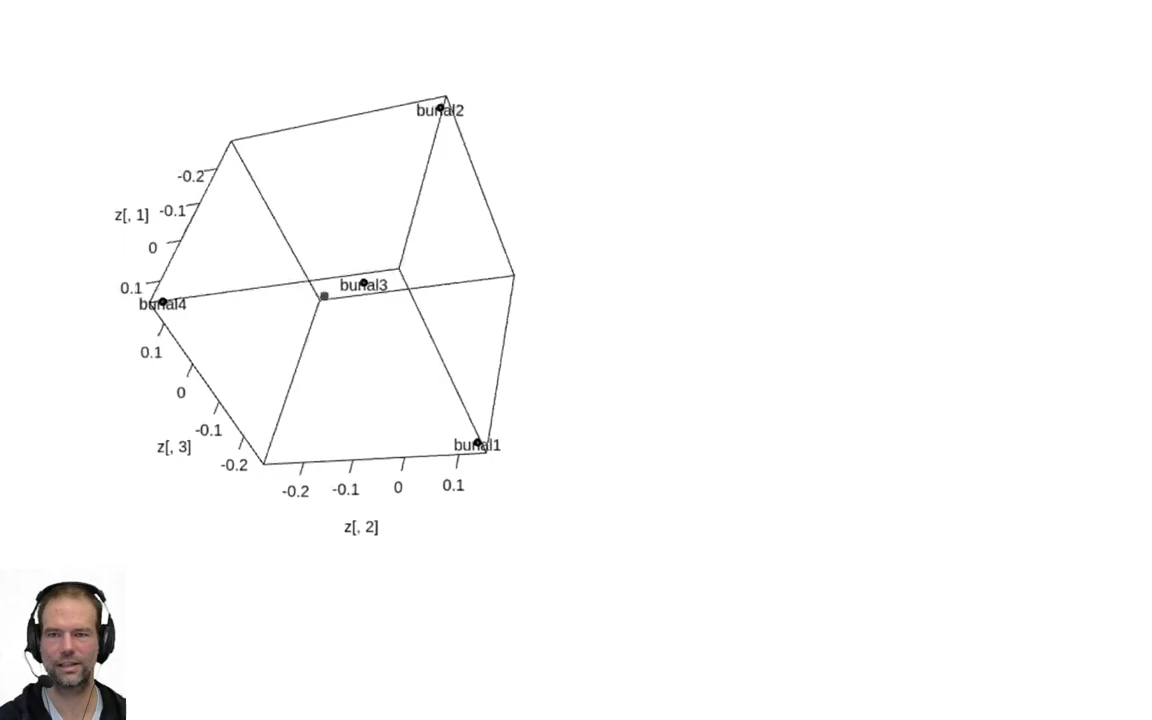 burial2
-0.2
z[, 1]
-0.1
0
0.1
burial3
burial4
0.1
0
-0.1
z[, 3]
-0.2
burial1
-0.2
-0.1
0
0.1
z[, 2]